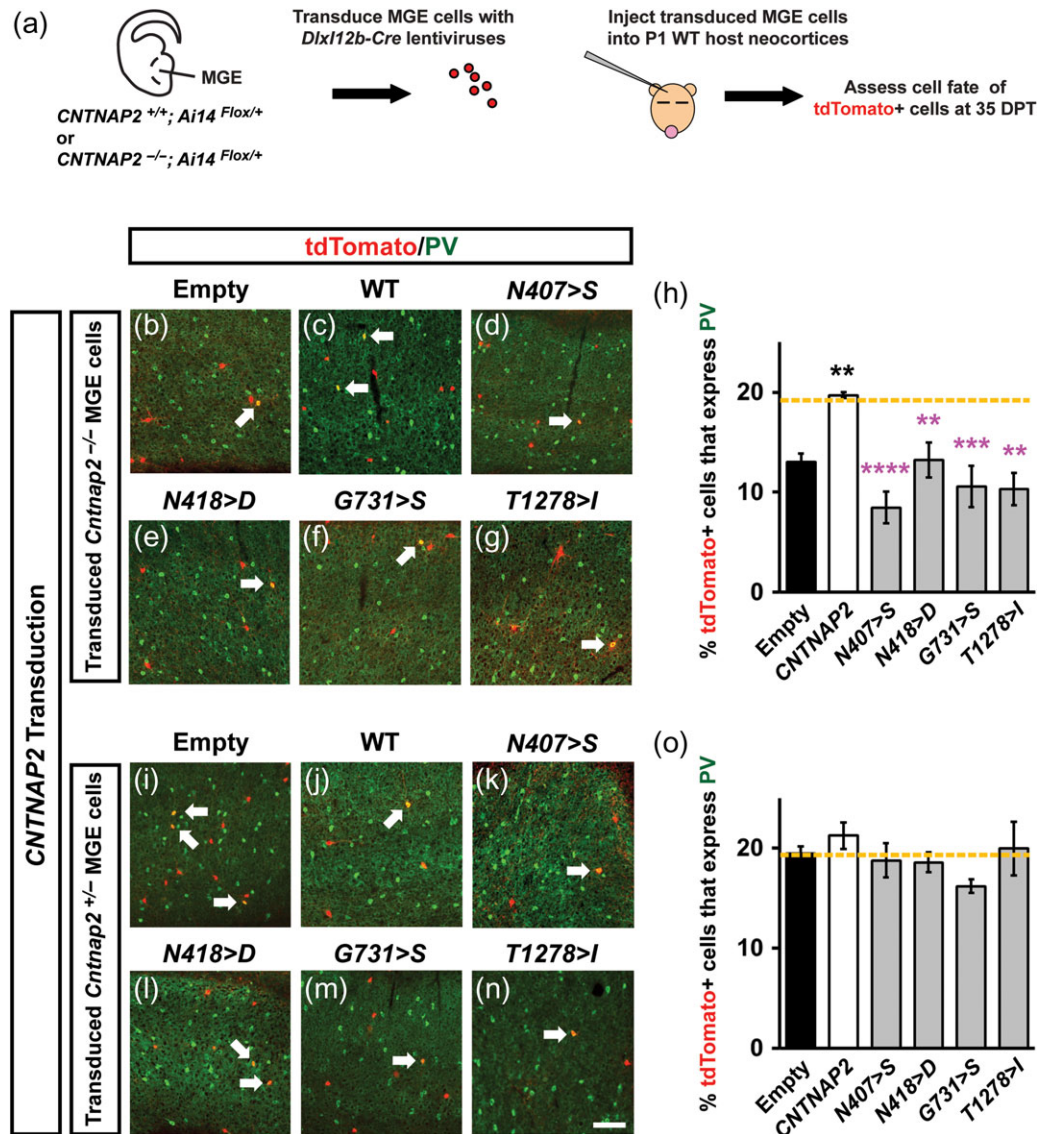 (a)
MGE
CNTNAP2 +/+; Ai14 Flox/+
or
CNTNAP2 –/–; Ai14 Flox/+
Transduce MGE cells with
Dlxl12b-Cre lentiviruses
Inject transduced MGE cells
into P1 WT host neocortices
Assess cell fate of
tdTomato+ cells at 35 DPT
CNTNAP2 Transduction
Transduced Cntnap2 –/– MGE cells
tdTomato/PV
Empty WT N407>S
(b) (c) (d)
N418>D G731>S T1278>I
(e) (f) (g)
(h)
% tdTomato+ cells that express PV
20
10
0
** **** ** *** **
Empty CNTNAP2 N407>S N418>D G731>S T1278>I
Transduced Cntnap2 +/– MGE cells
Empty WT N407>S
(i) (j) (k)
N418>D G731>S T1278>I
(l) (m) (n)
(o)
% tdTomato+ cells that express PV
20
10
0
Empty CNTNAP2 N407>S N418>D G731>S T1278>I